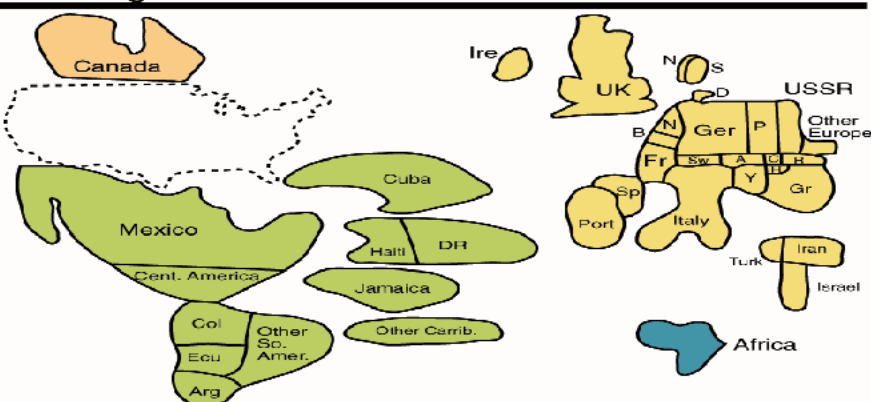 Canada
Mexico
Cent. America
Col
Ecu
Arg
Other
So.
Amer.
Cuba
Haiti
DR
Jamaica
Other Carrib.
Ire
UK
N
S
D
USSR
Other
Europe
B
N
Ger
P
Fr
Sw
A
C
R
H
Y
Gr
Sp
Port
Italy
Turk
Iran
Israel
Africa